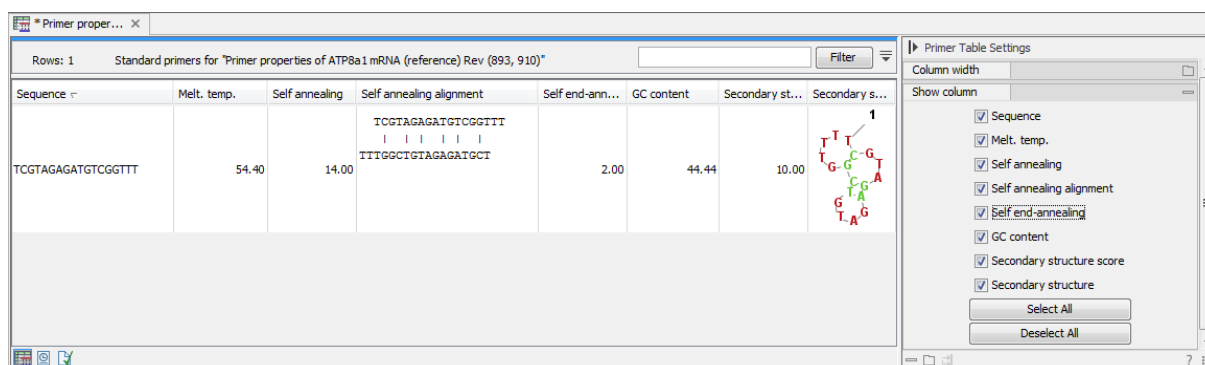 * Primer proper...
Rows: 1 Standard primers for "Primer properties of ATP8a1 mRNA (reference) Rev (893, 910)" Filter
Sequence Melt. temp. Self annealing Self annealing alignment Self end-ann... GC content Secondary st... Secondary s...
TCGTAGAGATGTCGGTTT 54.40 14.00 2.00 44.44 10.00
TCGTAGAGATGTCGGTTT
| | | | | |
TTTGGCTGTAGAGATGCT
1
T T T
T C G
T G G T
C A
C G A
T A
G G
T A
Primer Table Settings
Column width
Show column
Sequence
Melt. temp.
Self annealing
Self annealing alignment
Self end-annealing
GC content
Secondary structure score
Secondary structure
Select All
Deselect All
?